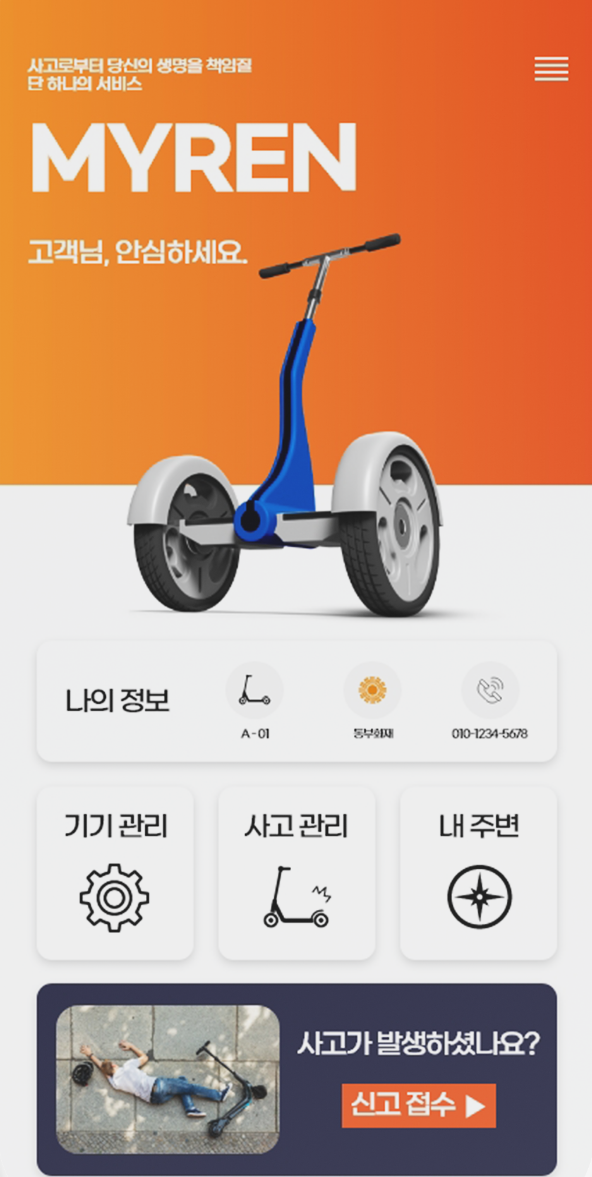 사고로부터 당신의 생명을 책임질
단 하나의 서비스
MYREN
고객님, 안심하세요.
나의 정보
A - 01
동부화재
010-1234-5678
기기 관리
사고 관리
내 주변
사고가 발생하셨나요?
신고 접수 ▶